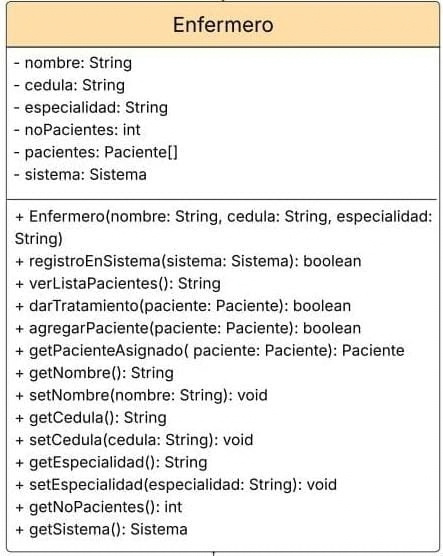 Enfermero
- nombre: String
- cedula: String
- especialidad: String
- noPacientes: int
- pacientes: Paciente[]
- sistema: Sistema
+ Enfermero(nombre: String, cedula: String, especialidad:
String)
+ registroEnSistema(sistema: Sistema): boolean
+ verListaPacientes(): String
+ darTratamiento(paciente: Paciente): boolean
+ agregarPaciente(paciente: Paciente): boolean
+ getPacienteAsignado( paciente: Paciente): Paciente
+ getNombre(): String
+ setNombre(nombre: String): void
+ getCedula(): String
+ setCedula(cedula: String): void
+ getEspecialidad(): String
+ setEspecialidad(especialidad: String): void
+ getNoPacientes(): int
+ getSistema(): Sistema